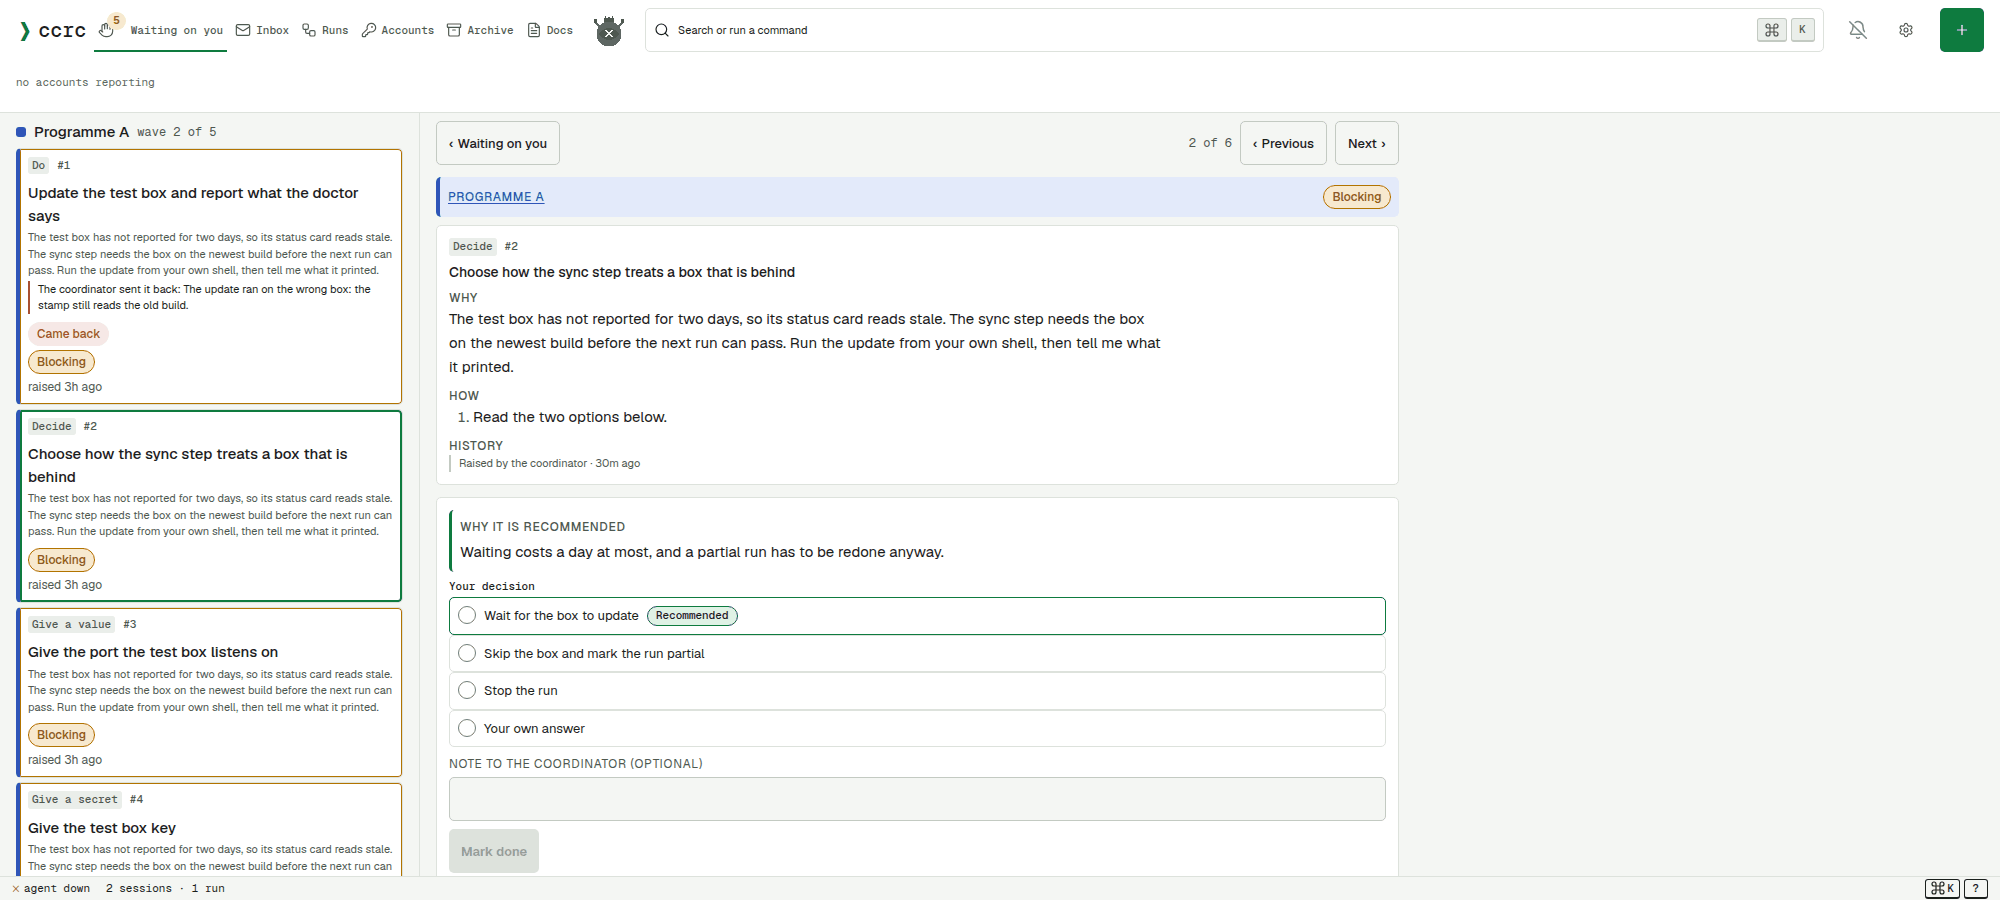 ccrc
5
Waiting on you
Inbox
Runs
Accounts
Archive
Docs
Search or run a command
⌘ K
+
no accounts reporting
Programme A wave 2 of 5
Do #1
Update the test box and report what the doctor
says
The test box has not reported for two days, so its status card reads stale.
The sync step needs the box on the newest build before the next run can
pass. Run the update from your own shell, then tell me what it printed.
The coordinator sent it back: The update ran on the wrong box: the
stamp still reads the old build.
Came back
Blocking
raised 3h ago
Decide #2
Choose how the sync step treats a box that is
behind
The test box has not reported for two days, so its status card reads stale.
The sync step needs the box on the newest build before the next run can
pass. Run the update from your own shell, then tell me what it printed.
Blocking
raised 3h ago
Give a value #3
Give the port the test box listens on
The test box has not reported for two days, so its status card reads stale.
The sync step needs the box on the newest build before the next run can
pass. Run the update from your own shell, then tell me what it printed.
Blocking
raised 3h ago
Give a secret #4
Give the test box key
The test box has not reported for two days, so its status card reads stale.
The sync step needs the box on the newest build before the next run can
‹ Waiting on you
2 of 6
‹ Previous
Next ›
PROGRAMME A
Blocking
Decide #2
Choose how the sync step treats a box that is behind
WHY
The test box has not reported for two days, so its status card reads stale. The sync step needs the box
on the newest build before the next run can pass. Run the update from your own shell, then tell me what
it printed.
HOW
1. Read the two options below.
HISTORY
Raised by the coordinator · 30m ago
WHY IT IS RECOMMENDED
Waiting costs a day at most, and a partial run has to be redone anyway.
Your decision
Wait for the box to update Recommended
Skip the box and mark the run partial
Stop the run
Your own answer
NOTE TO THE COORDINATOR (OPTIONAL)
Mark done
× agent down 2 sessions · 1 run
⌘K ?